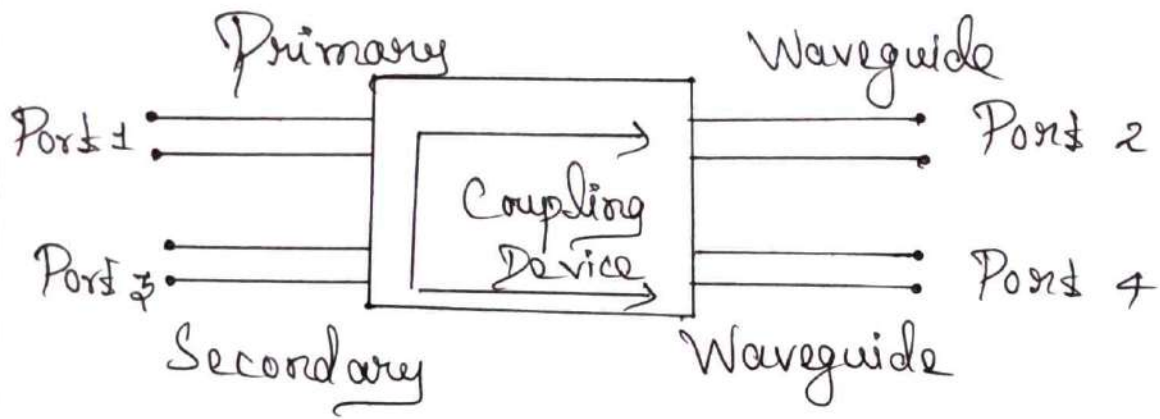 Primary Waveguide
Port 1 Port 2
Coupling
Device
Port 3 Port 4
Secondary Waveguide